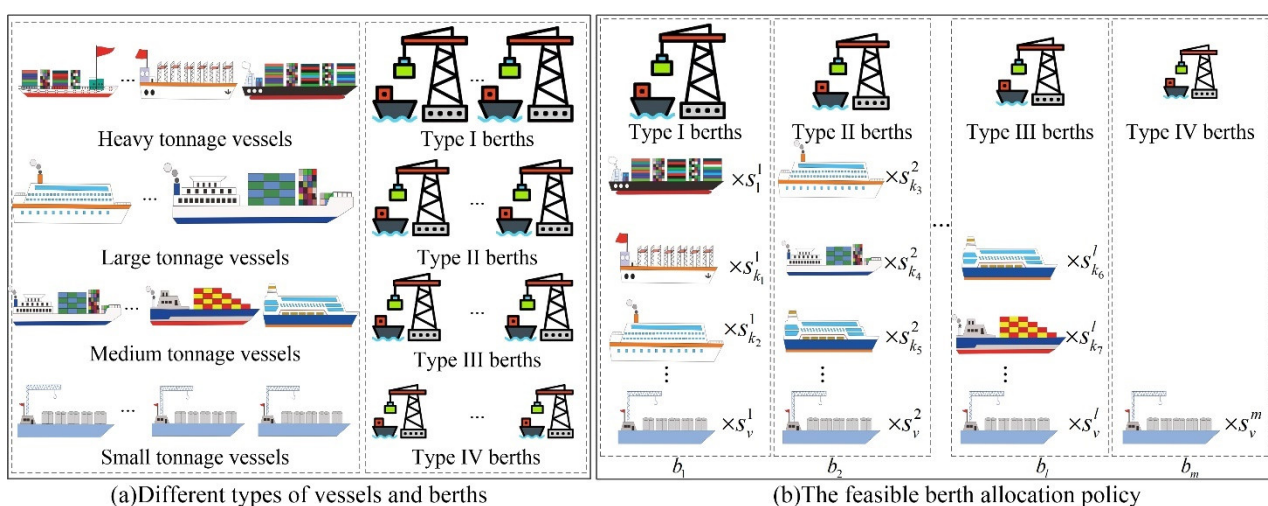 ...
Heavy tonnage vessels
...
Type I berths
...
Large tonnage vessels
...
Type II berths
...
Medium tonnage vessels
...
Type III berths
...
Small tonnage vessels
...
Type IV berths
(a)Different types of vessels and berths
Type I berths
Type II berths
Type III berths
Type IV berths
×s_1^1
×s_{k_3}^2
...
×s_{k_1}^1
×s_{k_4}^2
×s_{k_6}^l
×s_{k_2}^1
×s_{k_5}^2
×s_{k_7}^l
⋮
⋮
⋮
×s_v^1
×s_v^2
×s_v^l
×s_v^m
b_1
b_2
b_l
b_m
(b)The feasible berth allocation policy